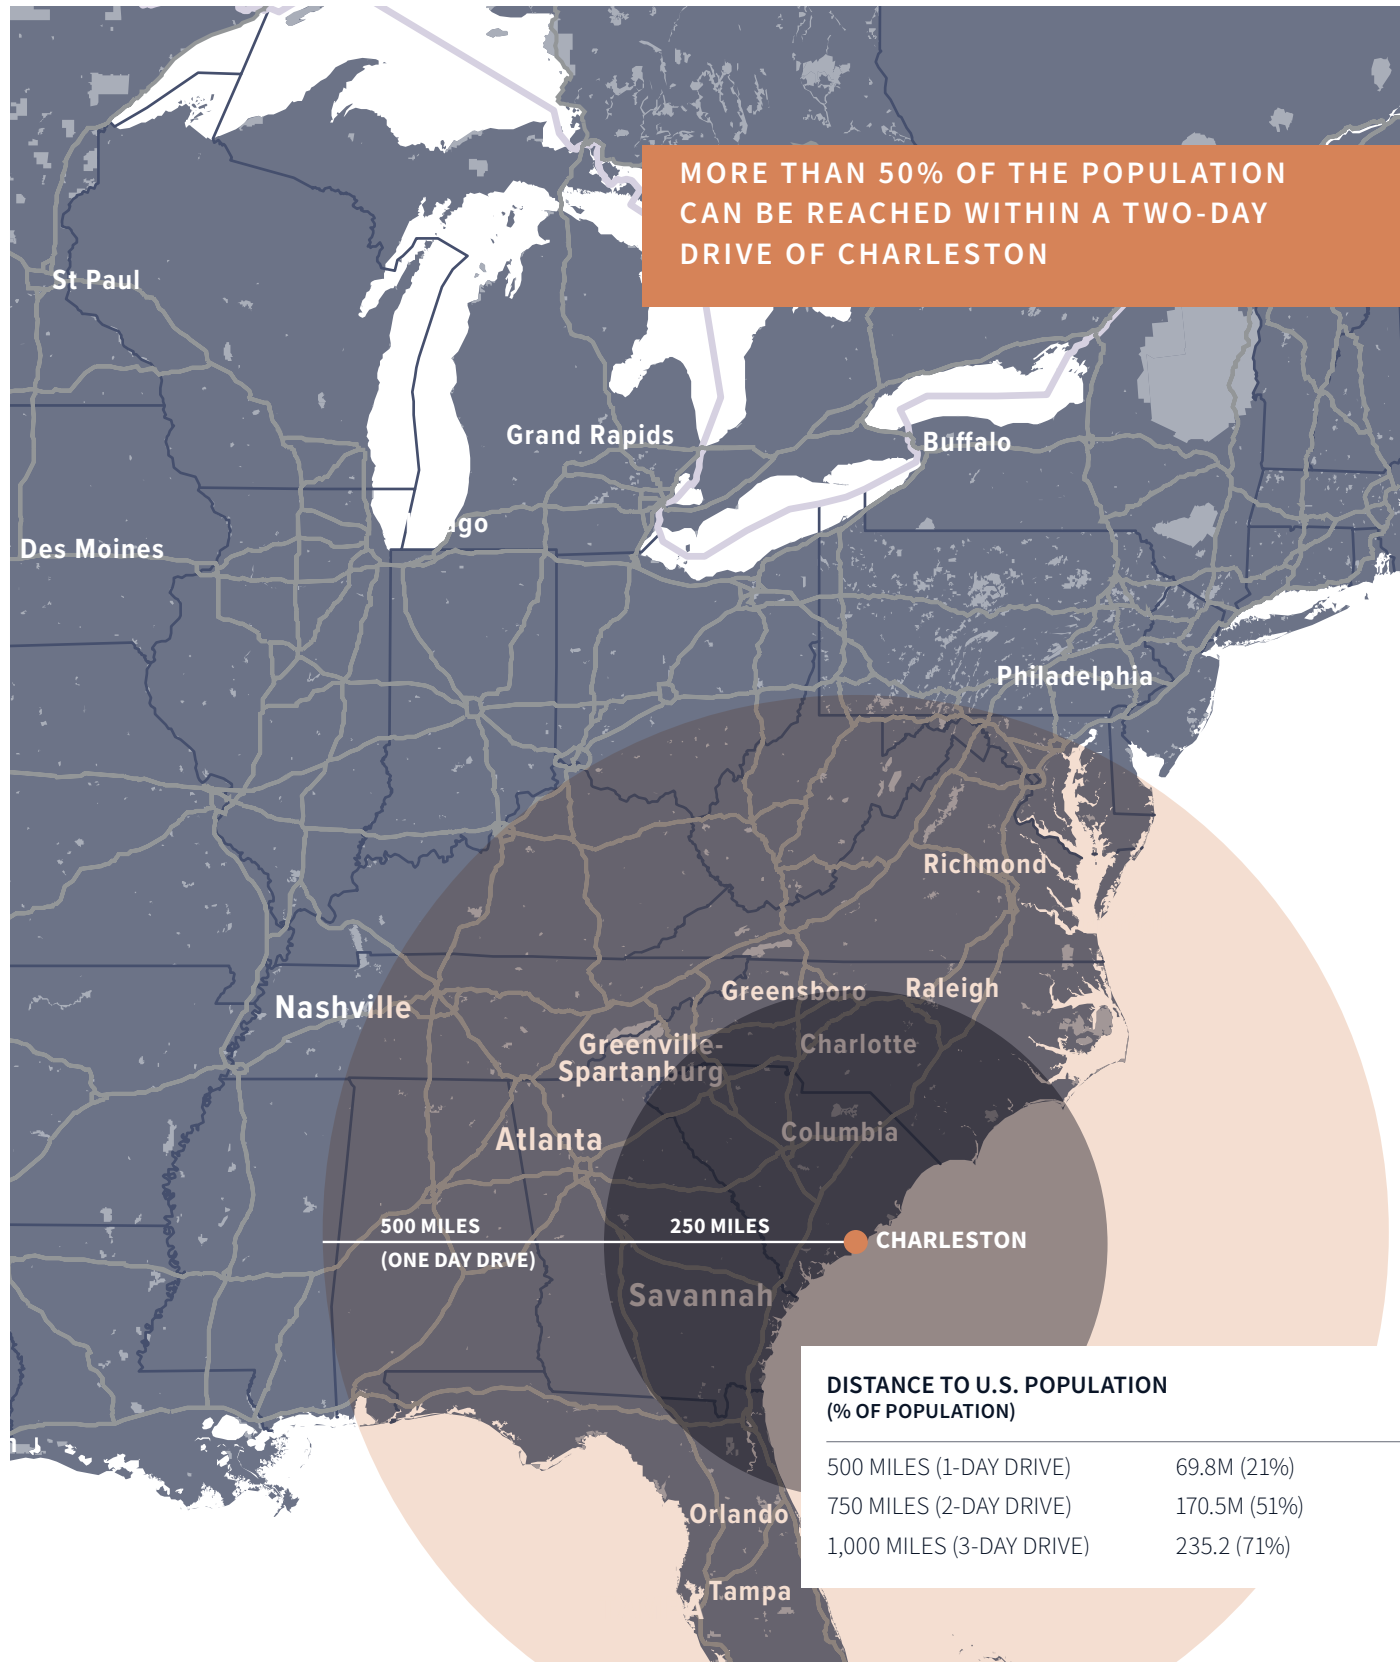 MORE THAN 50% OF THE POPULATION
CAN BE REACHED WITHIN A TWO-DAY
DRIVE OF CHARLESTON
St Paul
Grand Rapids
Buffalo
ago
Des Moines
Philadelphia
Richmond
Nashville
Greensboro
Raleigh
Greenville-
Spartanburg
Charlotte
Columbia
Atlanta
500 MILES
(ONE DAY DRVE)
250 MILES
CHARLESTON
Savannah
DISTANCE TO U.S. POPULATION
(% OF POPULATION)
500 MILES (1-DAY DRIVE) 69.8M (21%)
750 MILES (2-DAY DRIVE) 170.5M (51%)
1,000 MILES (3-DAY DRIVE) 235.2 (71%)
Orlando
Tampa